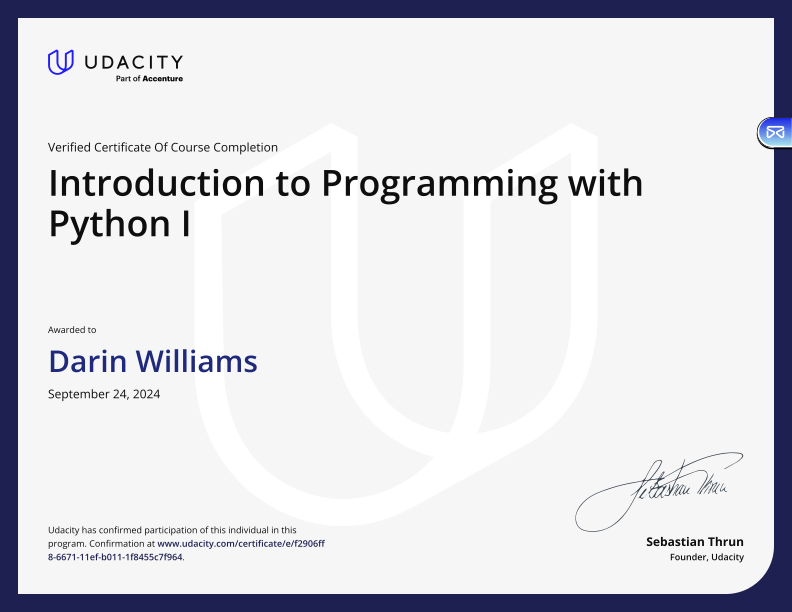 UDACITY
Part of Accenture
Verified Certificate Of Course Completion
Introduction to Programming with
Python I
Awarded to
Darin Williams
September 24, 2024
Udacity has confirmed participation of this individual in this
program. Confirmation at www.udacity.com/certificate/e/f2906ff
8-6671-11ef-b011-1f8455c7f964.
Sebastian Thrun
Sebastian Thrun
Founder, Udacity